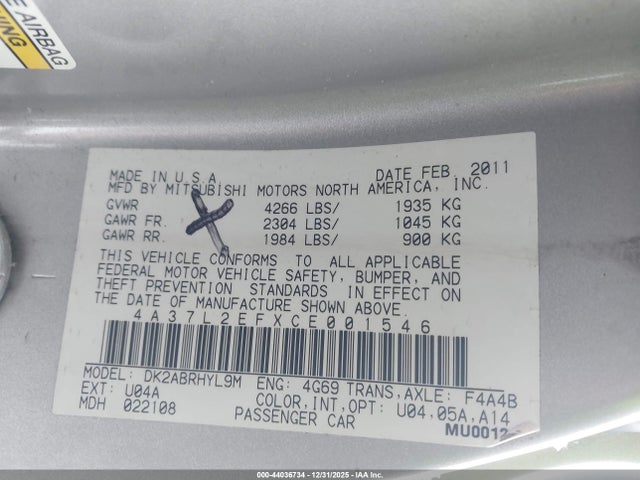 E AIRBAG
NING
MADE IN U.S.A. DATE FEB. 2011
MFD BY MITSUBISHI MOTORS NORTH AMERICA, INC.
GVWR 4266 LBS/ 1935 KG
GAWR FR. 2304 LBS/ 1045 KG
GAWR RR. 1984 LBS/ 900 KG
THIS VEHICLE CONFORMS TO ALL APPLICABLE
FEDERAL MOTOR VEHICLE SAFETY, BUMPER, AND
THEFT PREVENTION STANDARDS IN EFFECT ON
THE DATE OF MANUFACTURE SHOWN ABOVE.
4A37L2EFXCE001546
MODEL: DK2ABRHYL9M ENG: 4G69 TRANS,AXLE: F4A4B
EXT: U04A COLOR,INT,OPT: U04,05A,A14
MDH 022108 PASSENGER CAR MU0012
000-44036734 - 12/31/2025 - IAA Inc.